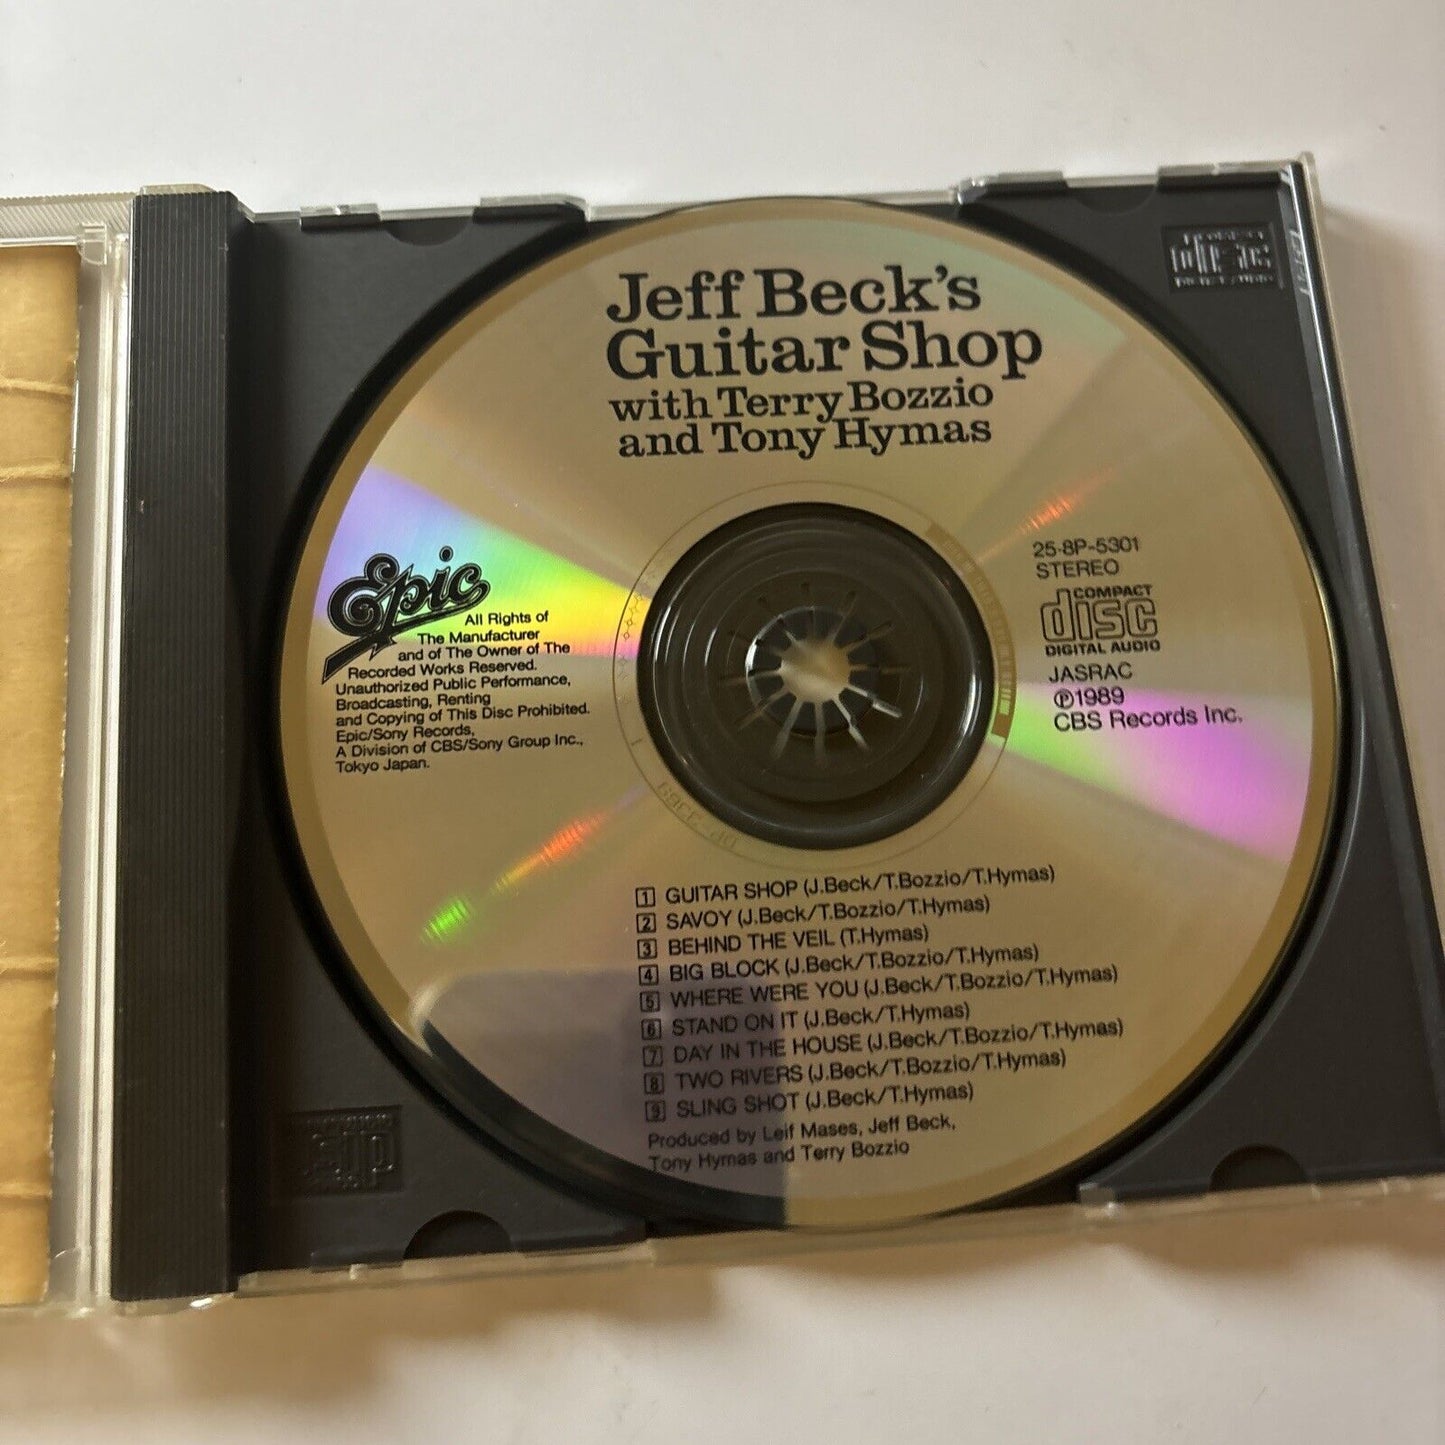 Jeff Beck's
Guitar Shop
with Terry Bozzio
and Tony Hymas
Epic
All Rights of
The Manufacturer
and of The Owner of The
Recorded Works Reserved.
Unauthorized Public Performance,
Broadcasting, Renting
and Copying of This Disc Prohibited.
Epic/Sony Records,
A Division of CBS/Sony Group Inc.,
Tokyo Japan.
25·8P-5301
STEREO
COMPACT
disc
DIGITAL AUDIO
JASRAC
℗1989
CBS Records Inc.
1 GUITAR SHOP (J.Beck/T.Bozzio/T.Hymas)
2 SAVOY (J.Beck/T.Bozzio/T.Hymas)
3 BEHIND THE VEIL (T.Hymas)
4 BIG BLOCK (J.Beck/T.Bozzio/T.Hymas)
5 WHERE WERE YOU (J.Beck/T.Bozzio/T.Hymas)
6 STAND ON IT (J.Beck/T.Hymas)
7 DAY IN THE HOUSE (J.Beck/T.Bozzio/T.Hymas)
8 TWO RIVERS (J.Beck/T.Bozzio/T.Hymas)
9 SLING SHOT (J.Beck/T.Hymas)
Produced by Leif Mases, Jeff Beck,
Tony Hymas and Terry Bozzio
disc